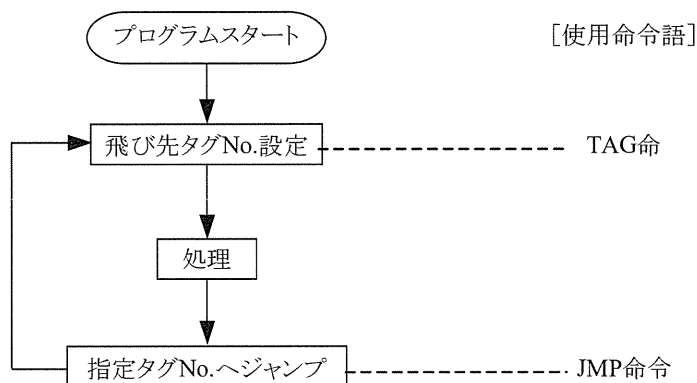 プログラムスタート
[使用命令語]
飛び先タグNo.設定
TAG命
処理
指定タグNo.へジャンプ
JMP命令